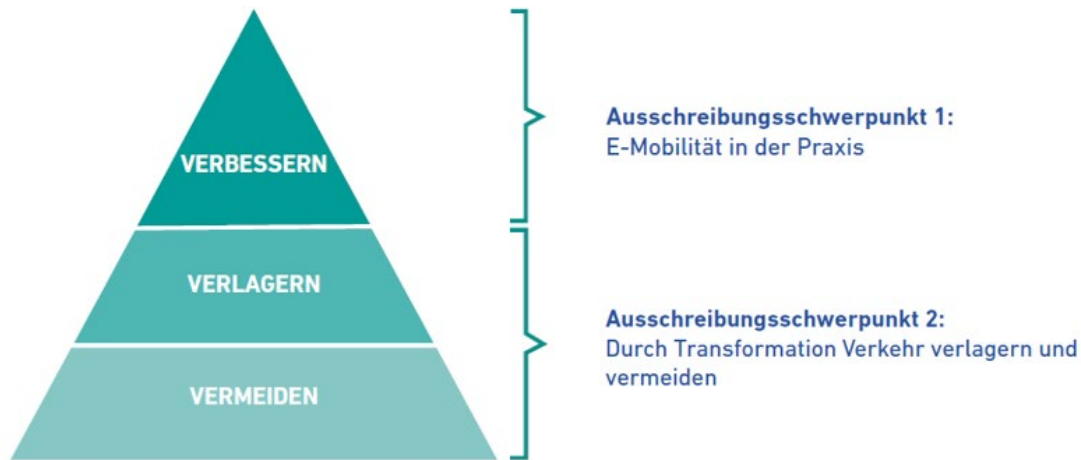 VERBESSERN
VERLAGERN
VERMEIDEN
Ausschreibungsschwerpunkt 1:
E-Mobilität in der Praxis
Ausschreibungsschwerpunkt 2:
Durch Transformation Verkehr verlagern und
vermeiden